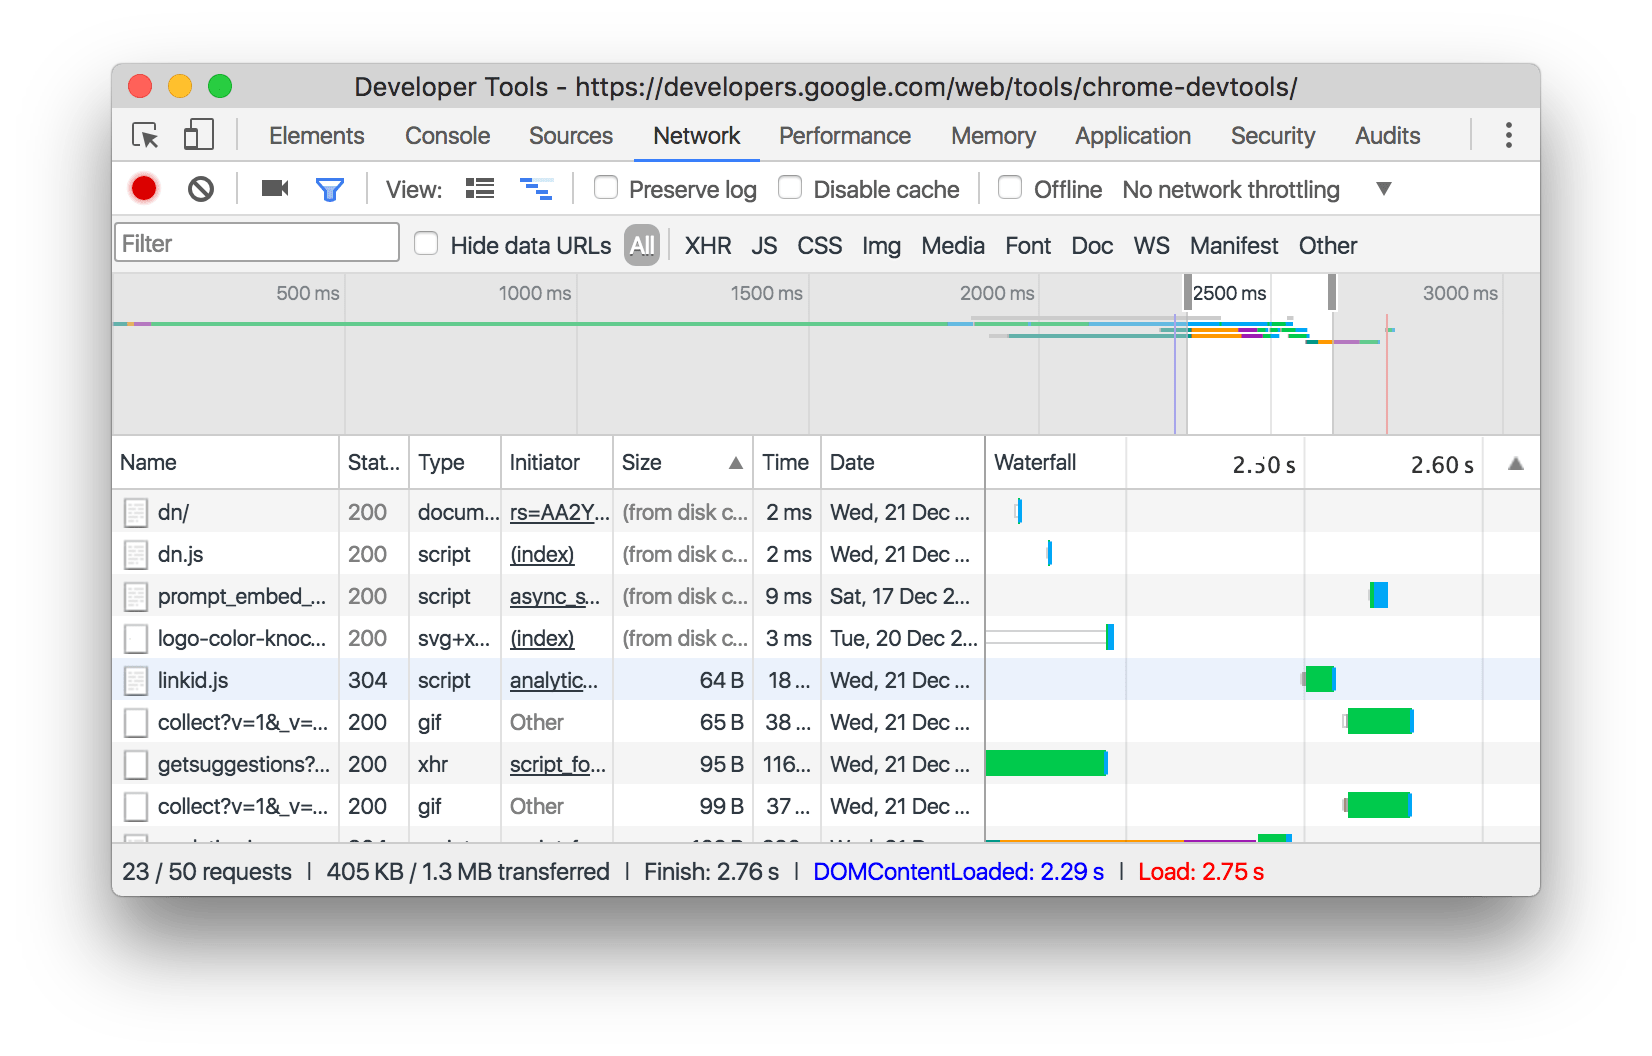 Developer Tools - https://developers.google.com/web/tools/chrome-devtools/
Elements Console Sources Network Performance Memory Application Security Audits
View: Preserve log Disable cache Offline No network throttling
Filter Hide data URLs All XHR JS CSS Img Media Font Doc WS Manifest Other
500 ms 1000 ms 1500 ms 2000 ms 2500 ms 3000 ms
Name Stat... Type Initiator Size Time Date Waterfall 2.50 s 2.60 s
dn/ 200 docum... rs=AA2Y... (from disk c... 2 ms Wed, 21 Dec ...
dn.js 200 script (index) (from disk c... 2 ms Wed, 21 Dec ...
prompt_embed_... 200 script async_s... (from disk c... 9 ms Sat, 17 Dec 2...
logo-color-knoc... 200 svg+x... (index) (from disk c... 3 ms Tue, 20 Dec 2...
linkid.js 304 script analytic... 64 B 18 ... Wed, 21 Dec ...
collect?v=1&_v=... 200 gif Other 65 B 38 ... Wed, 21 Dec ...
getsuggestions?... 200 xhr script_fo... 95 B 116... Wed, 21 Dec ...
collect?v=1&_v=... 200 gif Other 99 B 37 ... Wed, 21 Dec ...
23 / 50 requests | 405 KB / 1.3 MB transferred | Finish: 2.76 s | DOMContentLoaded: 2.29 s | Load: 2.75 s